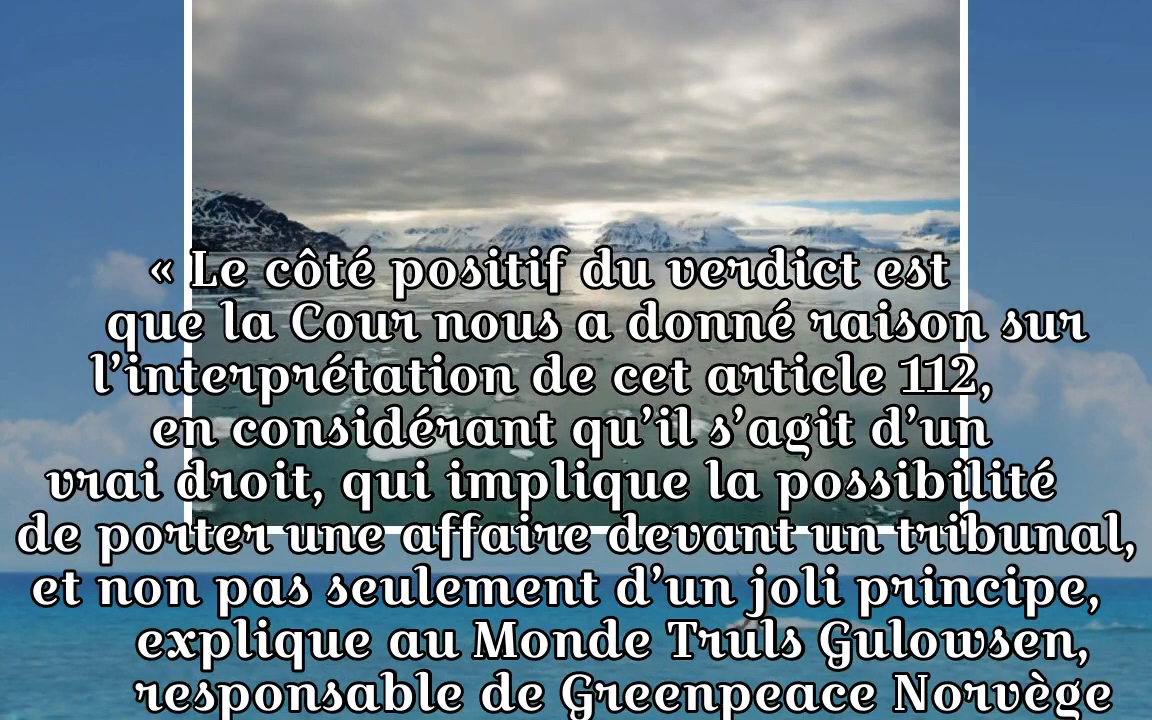 « Le côté positif du verdict est
que la Cour nous a donné raison sur
l’interprétation de cet article 112,
en considérant qu’il s’agit d’un
vrai droit, qui implique la possibilité
de porter une affaire devant un tribunal,
et non pas seulement d’un joli principe,
explique au Monde Truls Gulowsen,
responsable de Greenpeace Norvège